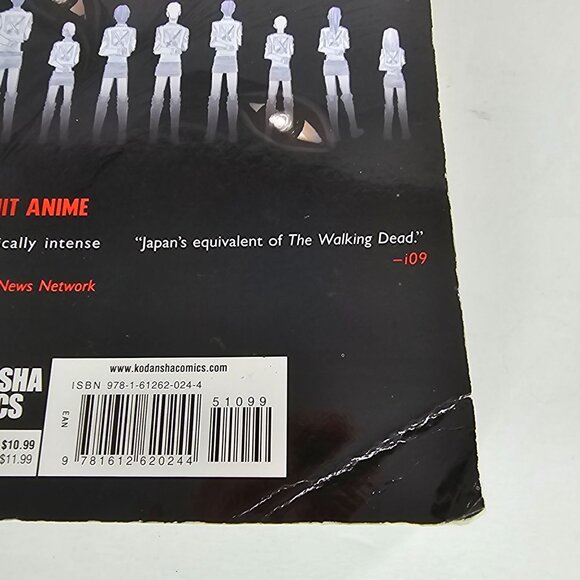 HIT ANIME
ically intense
News Network
"Japan's equivalent of The Walking Dead."
—i09
SHA
CS
$10.99
$11.99
www.kodanshacomics.com
ISBN 978-1-61262-024-4
51099
EAN
9 781612 620244